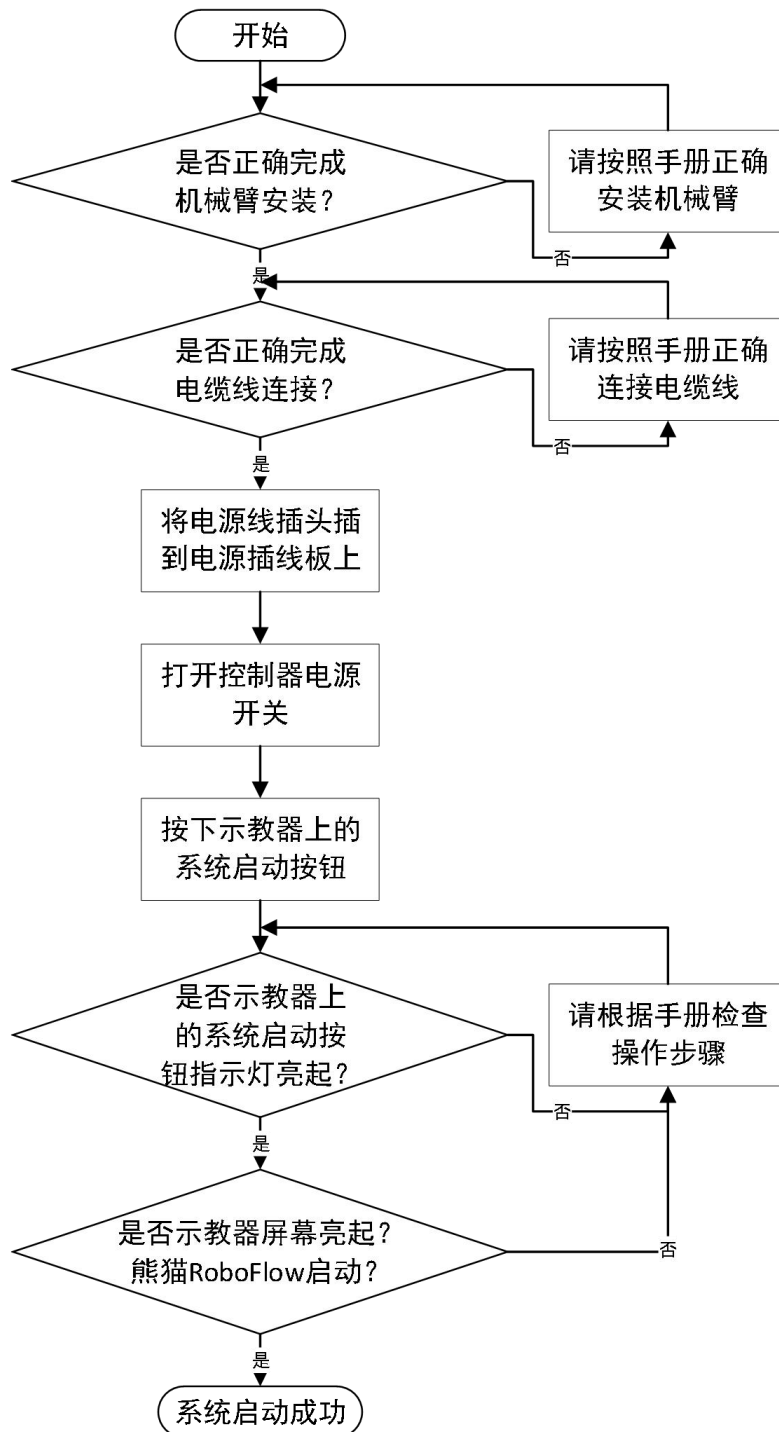 开始
是否正确完成
机械臂安装？
请按照手册正确
安装机械臂
否
是
是否正确完成
电缆线连接？
请按照手册正确
连接电缆线
否
是
将电源线插头插
到电源插线板上
打开控制器电源
开关
按下示教器上的
系统启动按钮
是否示教器上
的系统启动按
钮指示灯亮起？
请根据手册检查
操作步骤
否
是
是否示教器屏幕亮起？
熊猫RoboFlow启动？
否
是
系统启动成功